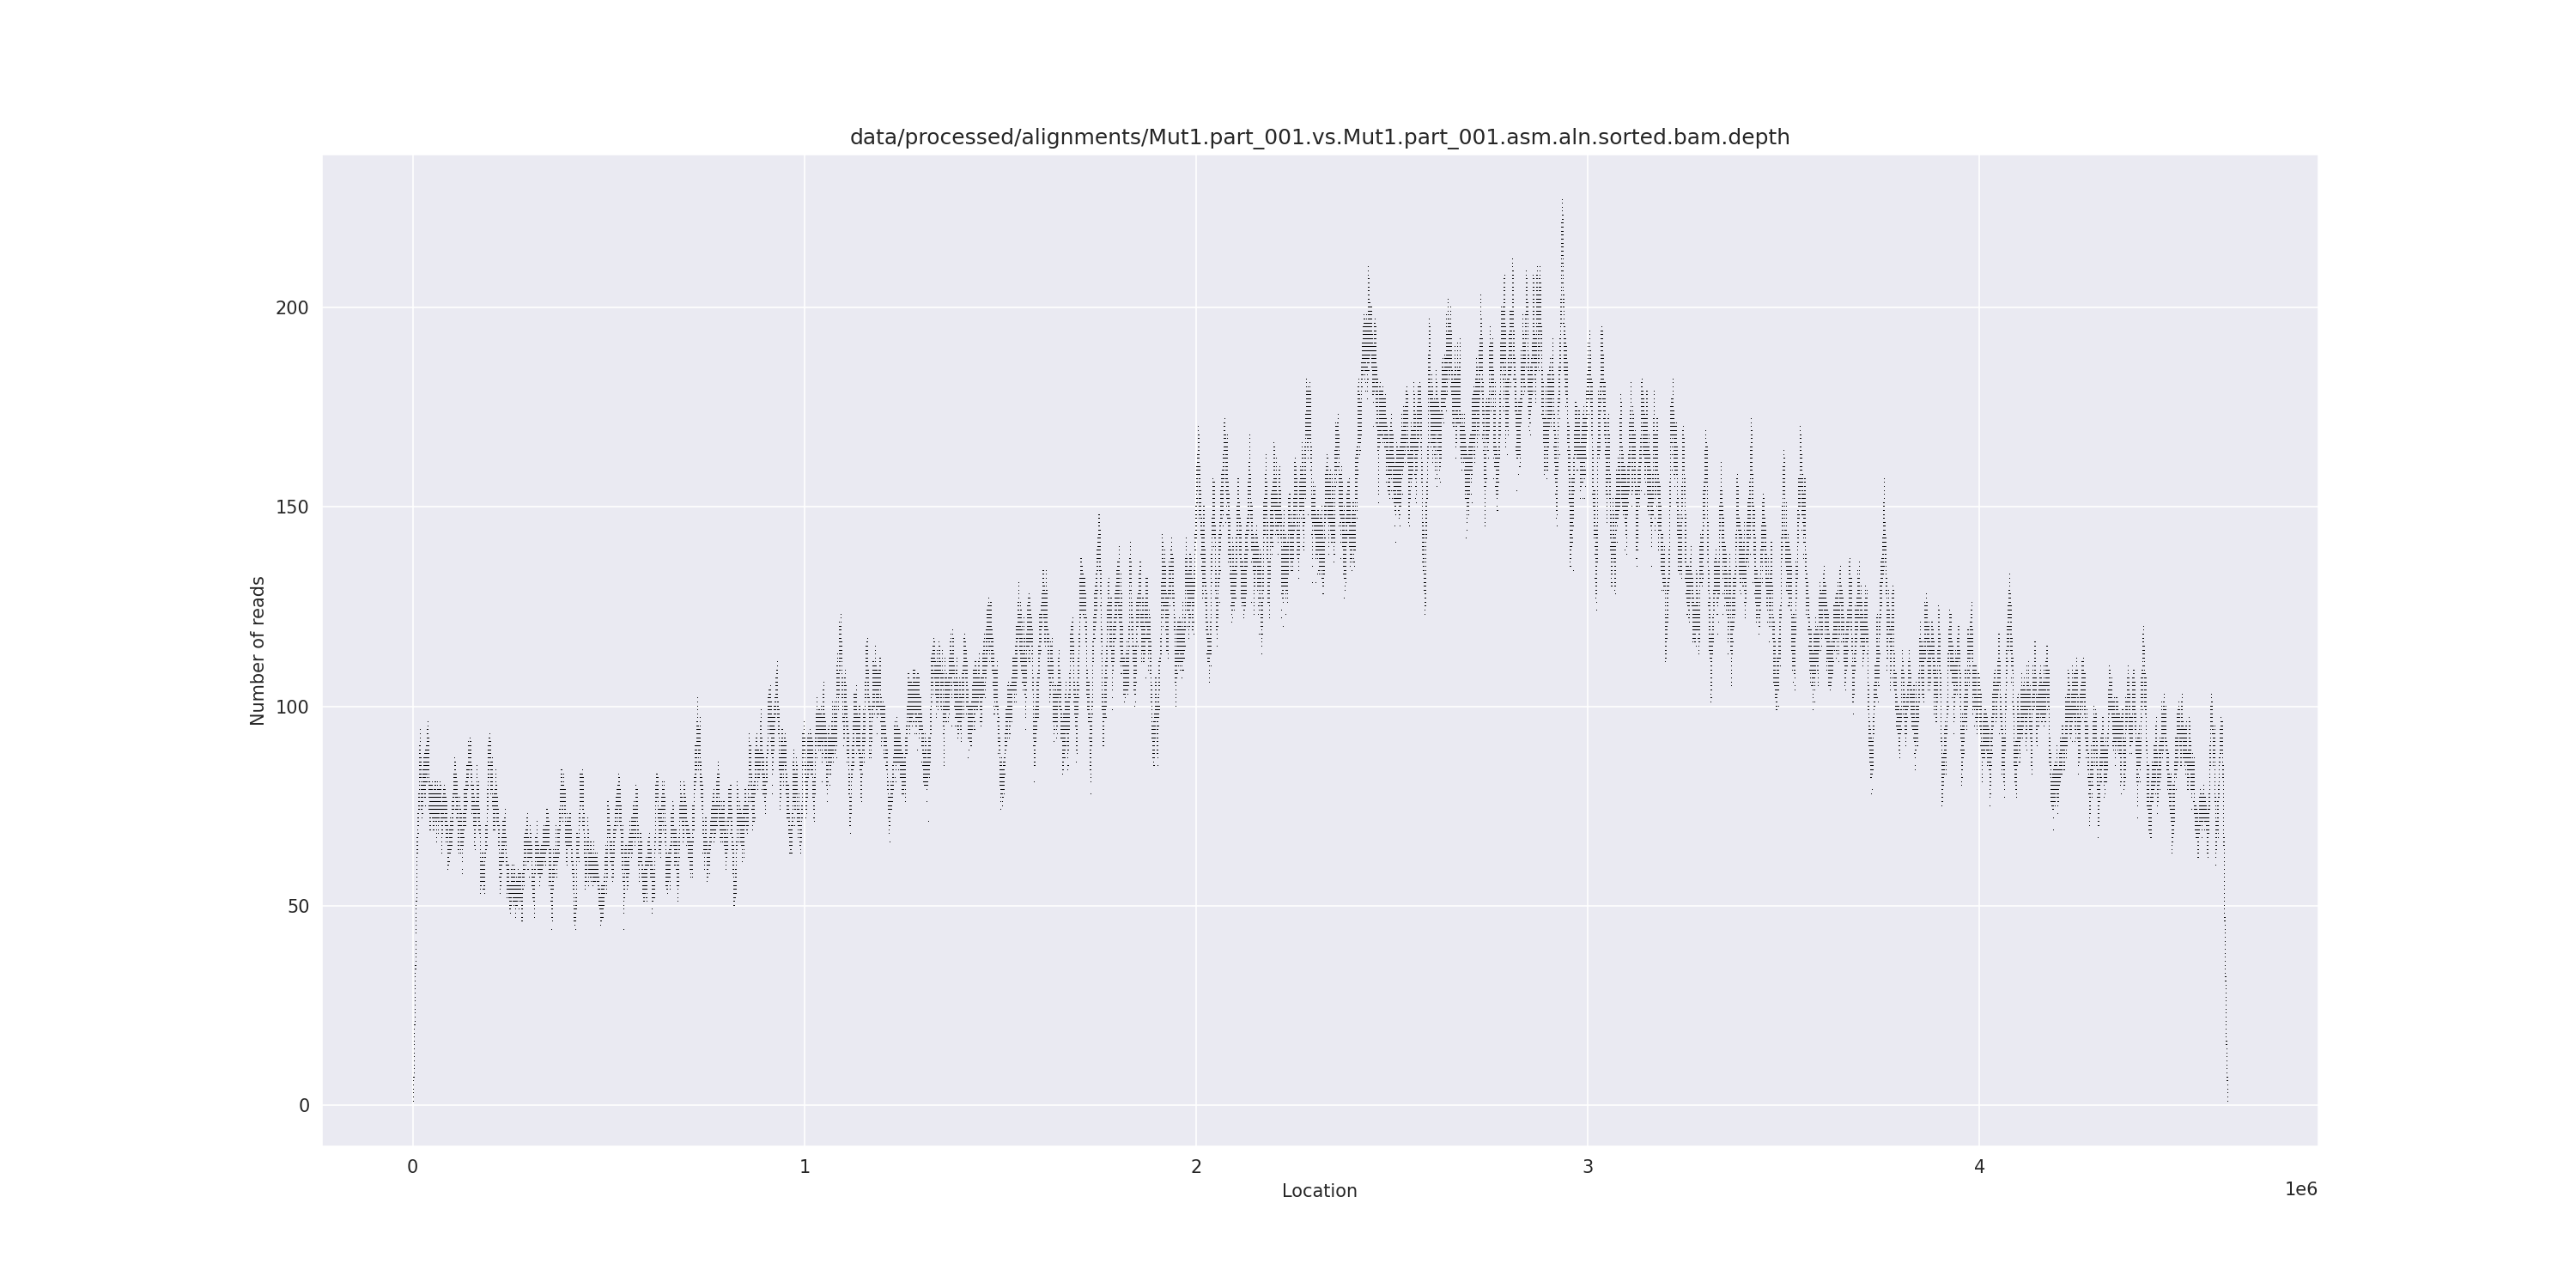 data/processed/alignments/Mut1.part_001.vs.Mut1.part_001.asm.aln.sorted.bam.depth
Number of reads
200
150
100
50
0
0 1 2 3 4
Location
1e6